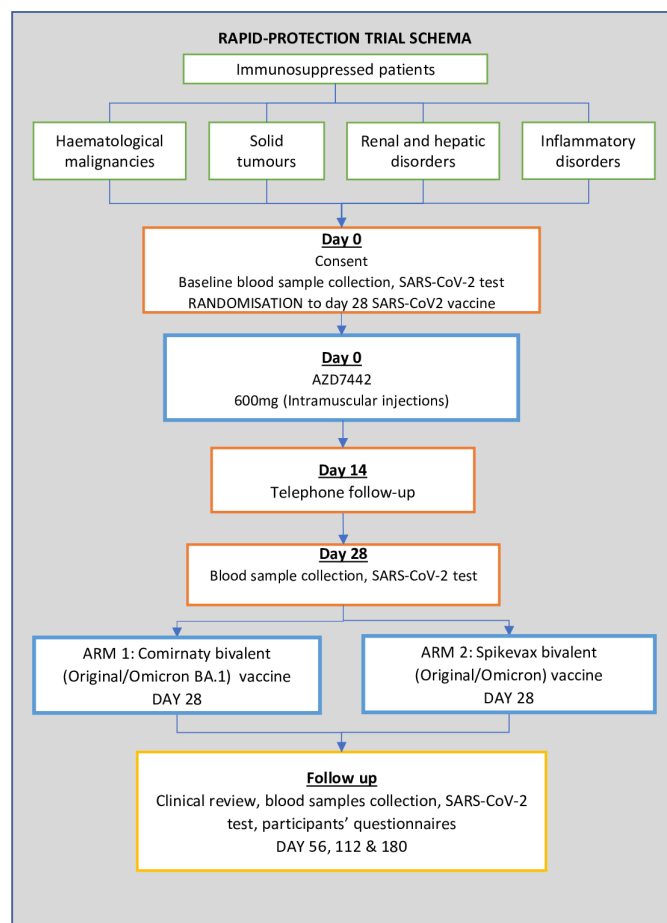 RAPID-PROTECTION TRIAL SCHEMA
Immunosuppressed patients
Haematological
malignancies
Solid
tumours
Renal and hepatic
disorders
Inflammatory
disorders
Day 0
Consent
Baseline blood sample collection, SARS-CoV-2 test
RANDOMISATION to day 28 SARS-CoV2 vaccine
Day 0
AZD7442
600mg (Intramuscular injections)
Day 14
Telephone follow-up
Day 28
Blood sample collection, SARS-CoV-2 test
ARM 1: Comirnaty bivalent
(Original/Omicron BA.1) vaccine
DAY 28
ARM 2: Spikevax bivalent
(Original/Omicron) vaccine
DAY 28
Follow up
Clinical review, blood samples collection, SARS-CoV-2
test, participants’ questionnaires
DAY 56, 112 & 180